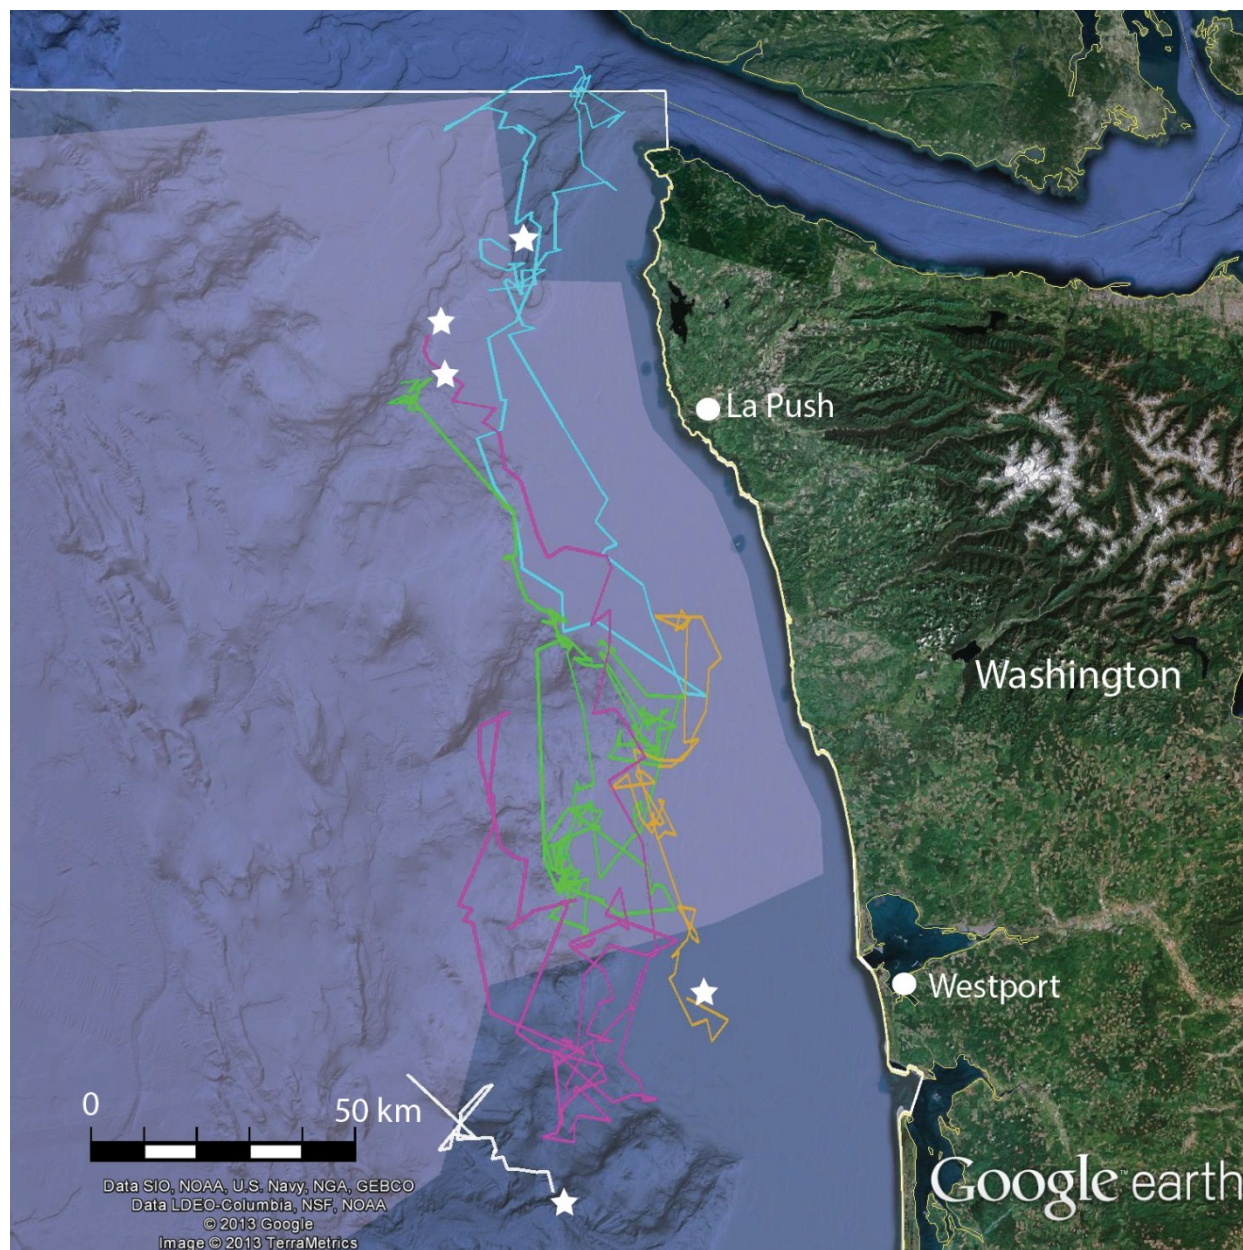 La Push
Washington
Westport
0
50 km
Data SIO, NOAA, U.S. Navy, NGA, GEBCO
Data LDEO-Columbia, NSF, NOAA
© 2013 Google
Image © 2013 TerraMetrics
Google™ earth